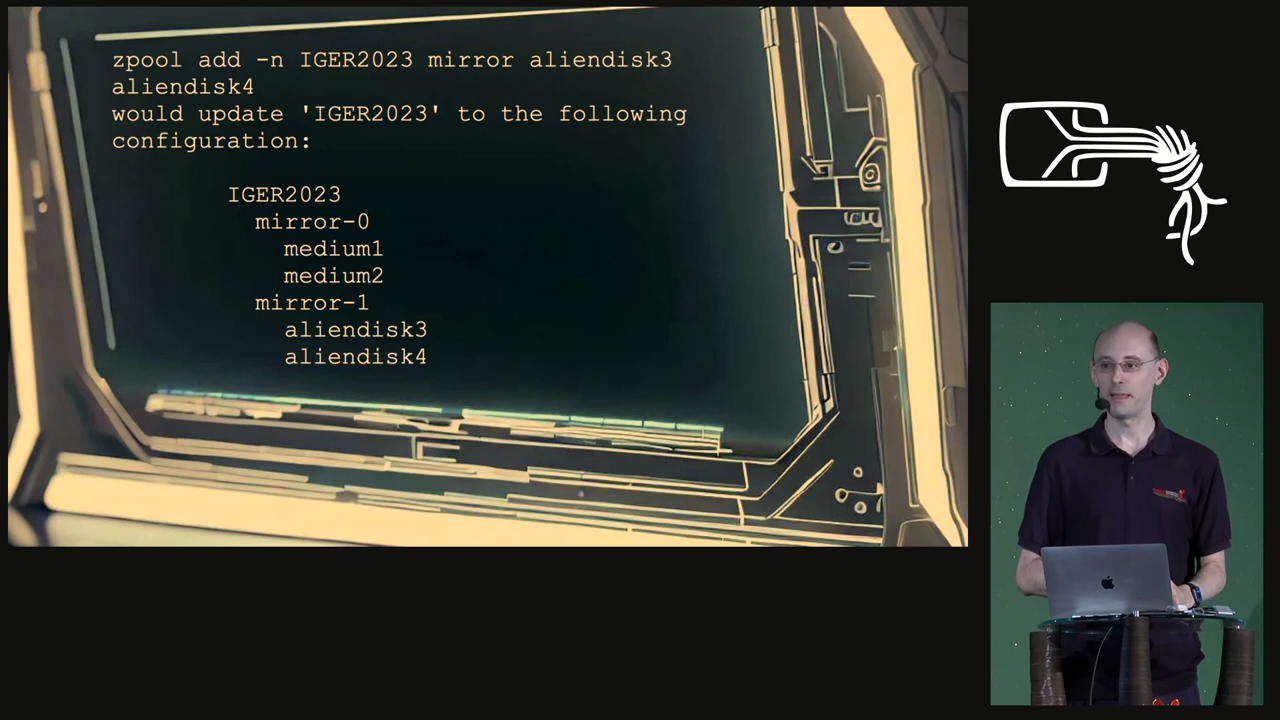 zpool add -n IGER2023 mirror aliendisk3
aliendisk4
would update 'IGER2023' to the following
configuration:
IGER2023
mirror-0
medium1
medium2
mirror-1
aliendisk3
aliendisk4